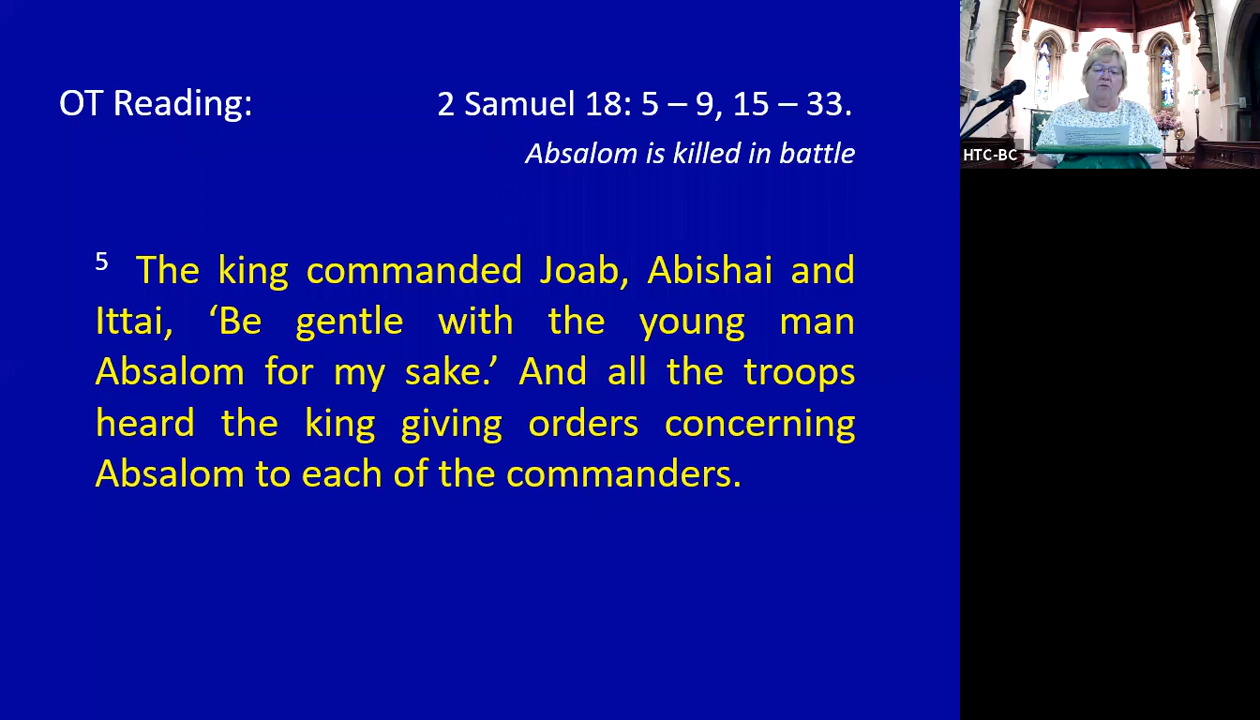 OT Reading: 2 Samuel 18: 5 – 9, 15 – 33.
Absalom is killed in battle
HTC-BC
5 The king commanded Joab, Abishai and
Ittai, ‘Be gentle with the young man
Absalom for my sake.’ And all the troops
heard the king giving orders concerning
Absalom to each of the commanders.